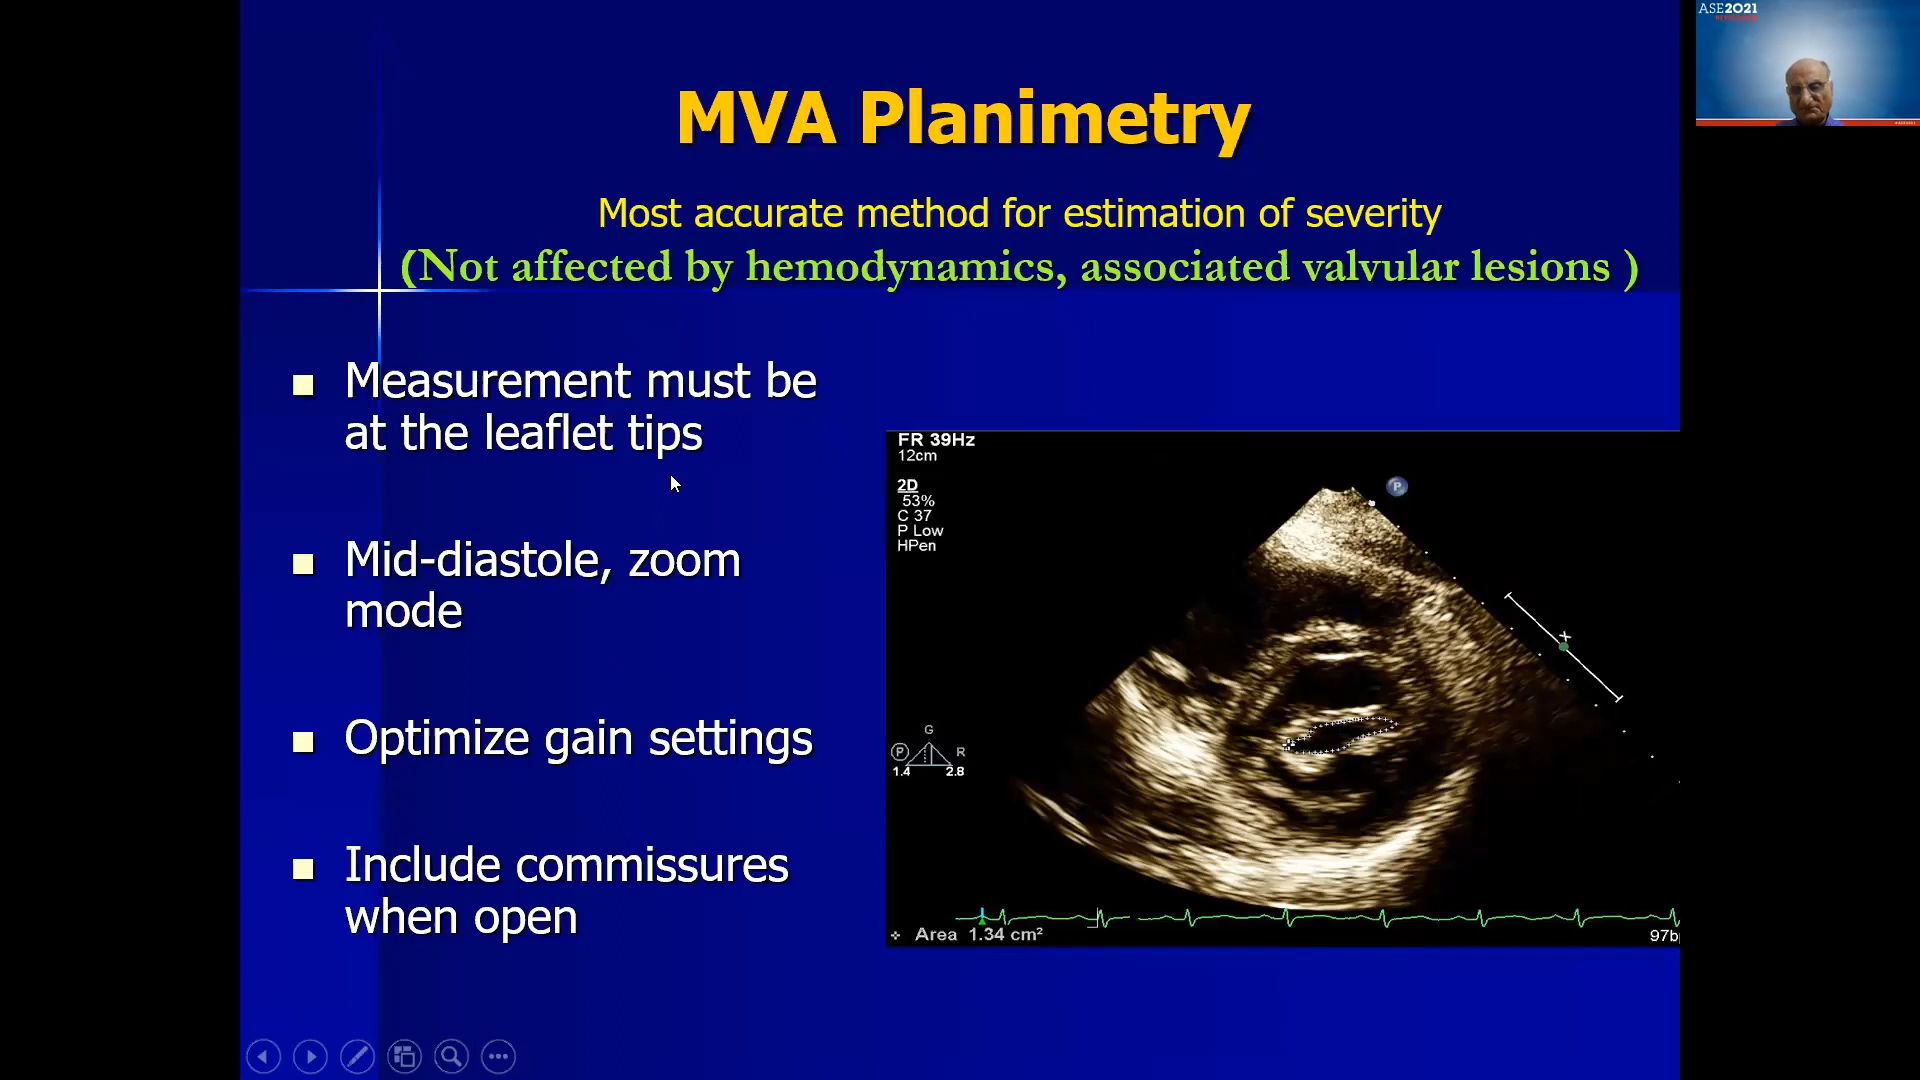 ASE2021
MVA Planimetry
Most accurate method for estimation of severity
(Not affected by hemodynamics, associated valvular lesions )
Measurement must be
at the leaflet tips
Mid-diastole, zoom
mode
Optimize gain settings
Include commissures
when open
FR 39Hz
12cm
2D
53%
C 37
P Low
HPen
P
X
G
P R
1.4 2.8
Area 1.34 cm²
97b